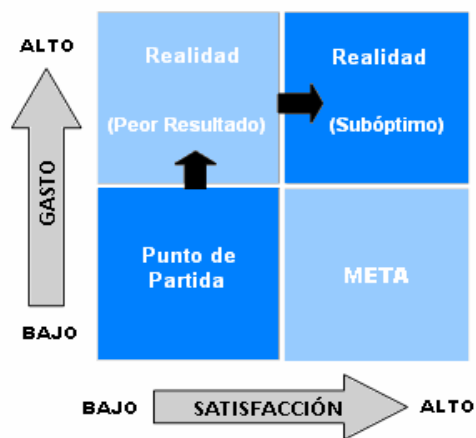 ALTO
GASTO
BAJO
Realidad
(Peor Resultado)
Realidad
(Subóptimo)
Punto de
Partida
META
BAJO
SATISFACCIÓN
ALTO